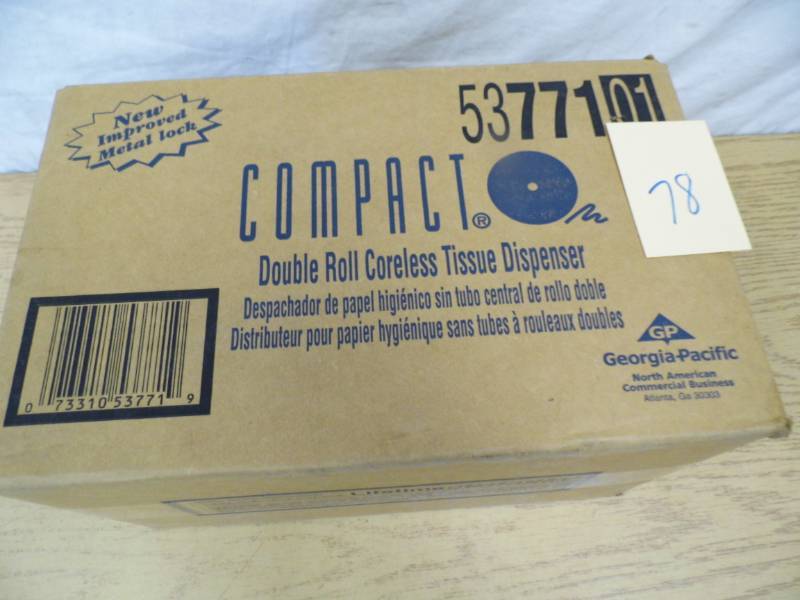 New
Improved
Metal lock
5377101
78
COMPACT®
Double Roll Coreless Tissue Dispenser
Despachador de papel higiénico sin tubo central de rollo doble
Distributeur pour papier hygiénique sans tubes à rouleaux doubles
0 73310 53771 9
GP
Georgia-Pacific
North American
Commercial Business
Atlanta, Ga 30303